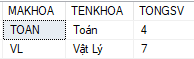 MAKHOA TENKHOA TONGSV
TOAN Toán 4
VL Vật Lý 7